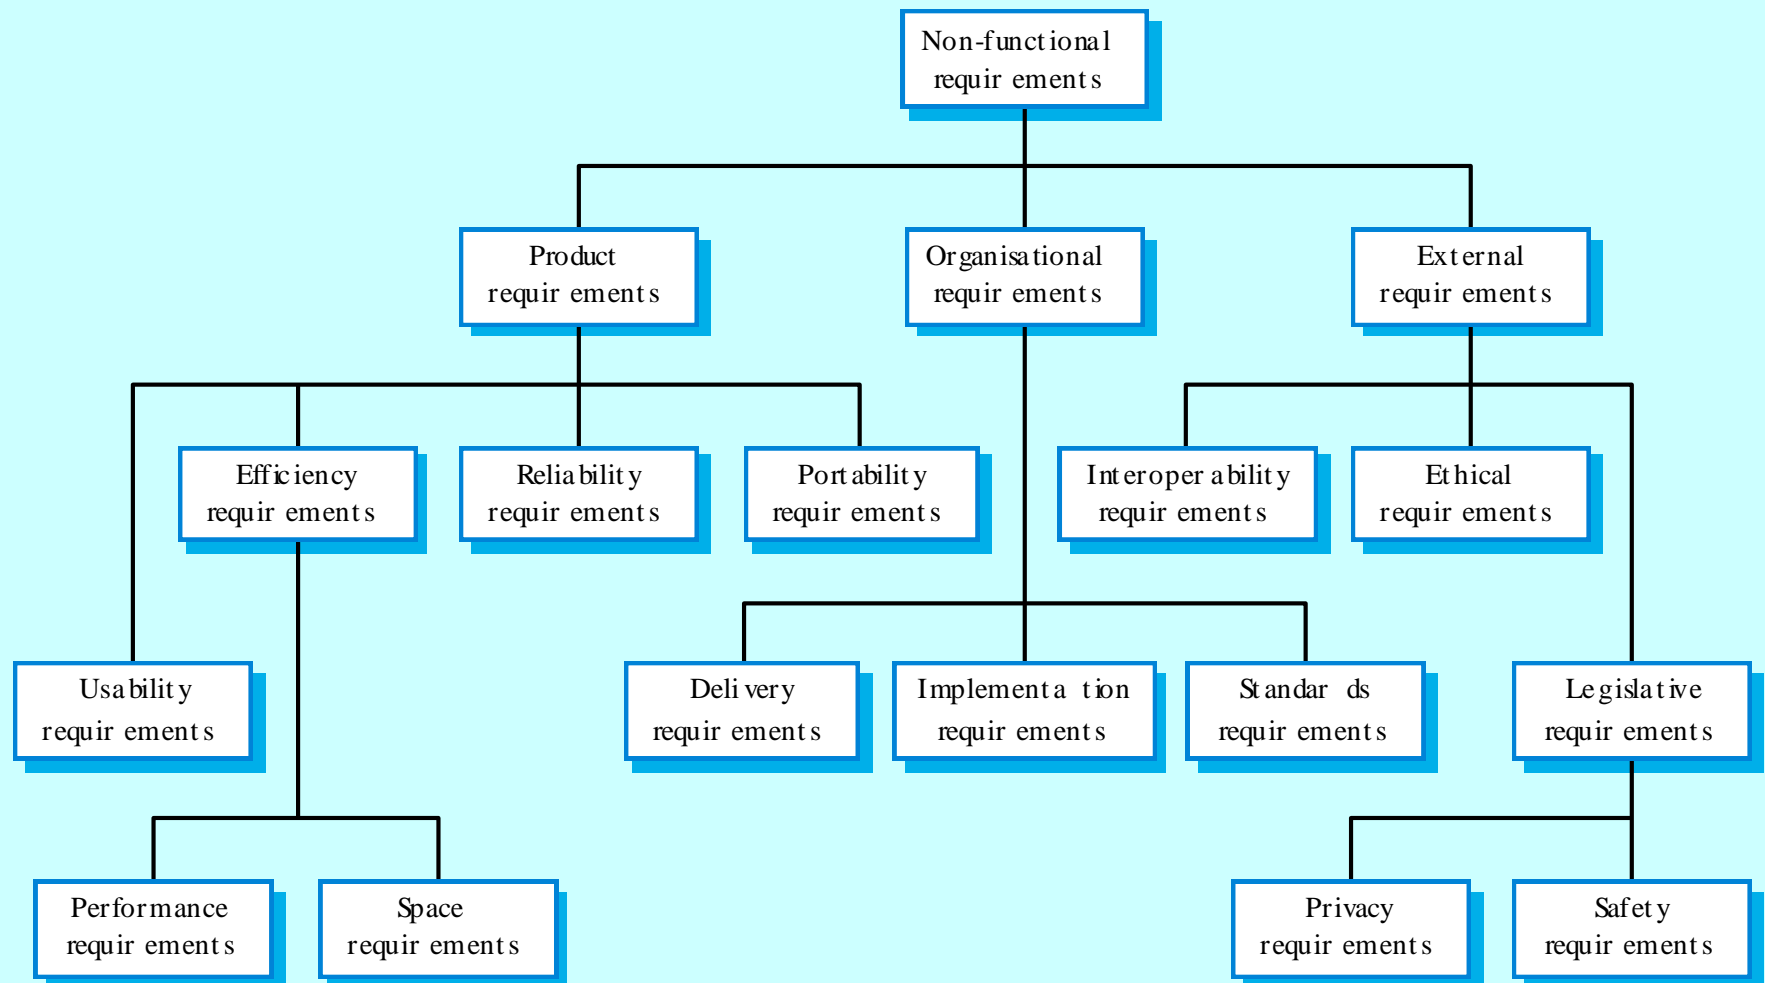 Non-functional
requirements
Product
requirements
Organisational
requirements
External
requirements
Efficiency
requirements
Reliability
requirements
Portability
requirements
Interoperability
requirements
Ethical
requirements
Usability
requirements
Delivery
requirements
Implementation
requirements
Standards
requirements
Legislative
requirements
Performance
requirements
Space
requirements
Privacy
requirements
Safety
requirements